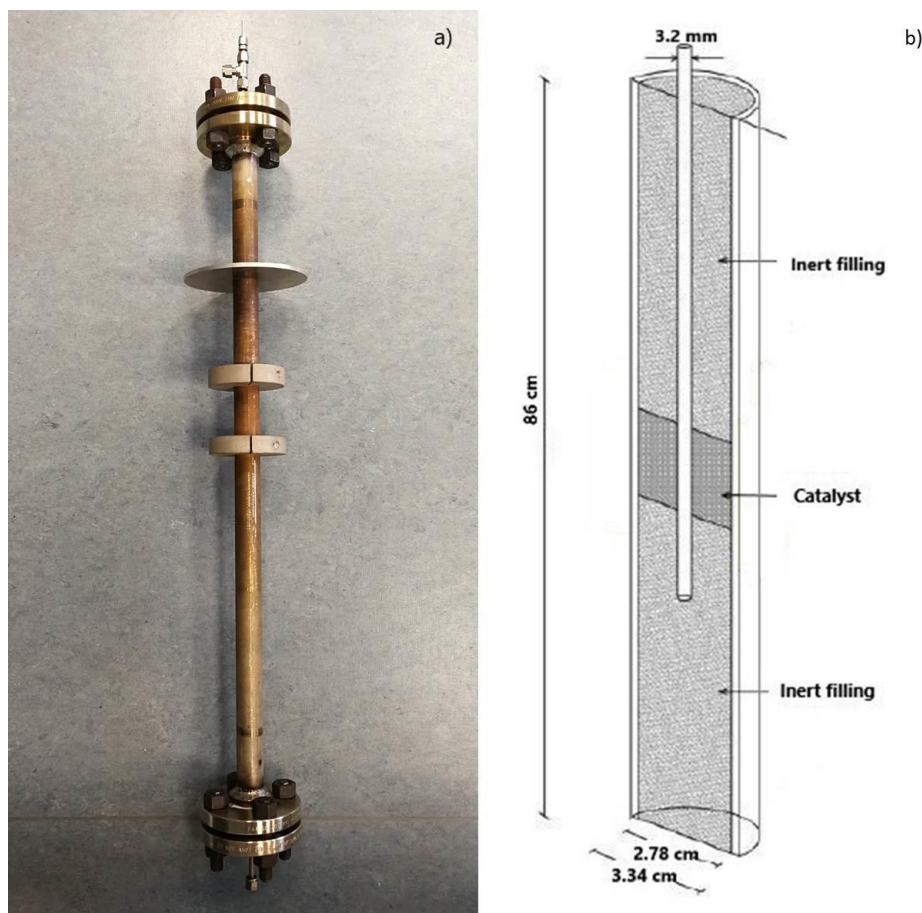 a)
b)
3.2 mm
Inert filling
86 cm
Catalyst
Inert filling
2.78 cm
3.34 cm